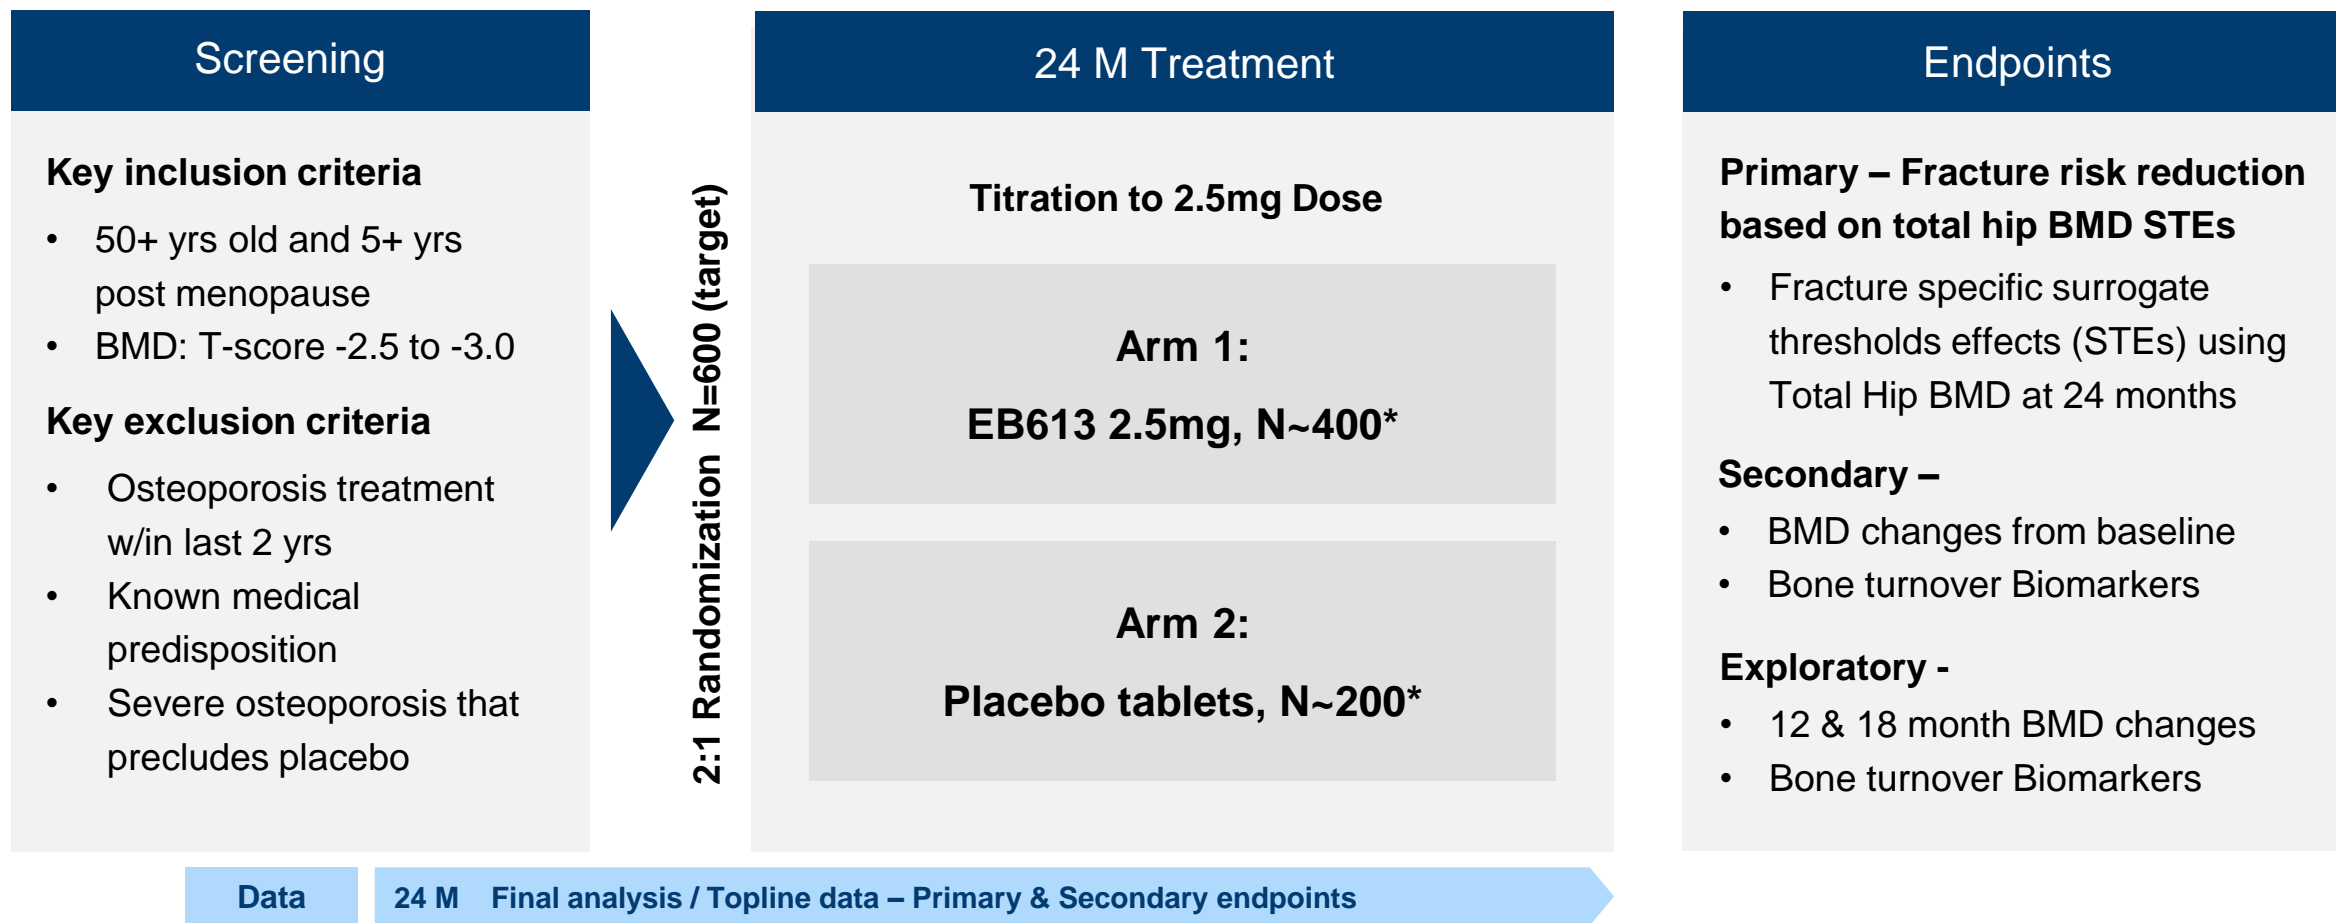 Screening
Key inclusion criteria
• 50+ yrs old and 5+ yrs
post menopause
• BMD: T-score -2.5 to -3.0
Key exclusion criteria
• Osteoporosis treatment
w/in last 2 yrs
• Known medical
predisposition
• Severe osteoporosis that
precludes placebo
2:1 Randomization N=600 (target)
24 M Treatment
Titration to 2.5mg Dose
Arm 1:
EB613 2.5mg, N~400*
Arm 2:
Placebo tablets, N~200*
Endpoints
Primary – Fracture risk reduction
based on total hip BMD STEs
• Fracture specific surrogate
thresholds effects (STEs) using
Total Hip BMD at 24 months
Secondary –
• BMD changes from baseline
• Bone turnover Biomarkers
Exploratory -
• 12 & 18 month BMD changes
• Bone turnover Biomarkers
Data
24 M Final analysis / Topline data – Primary & Secondary endpoints